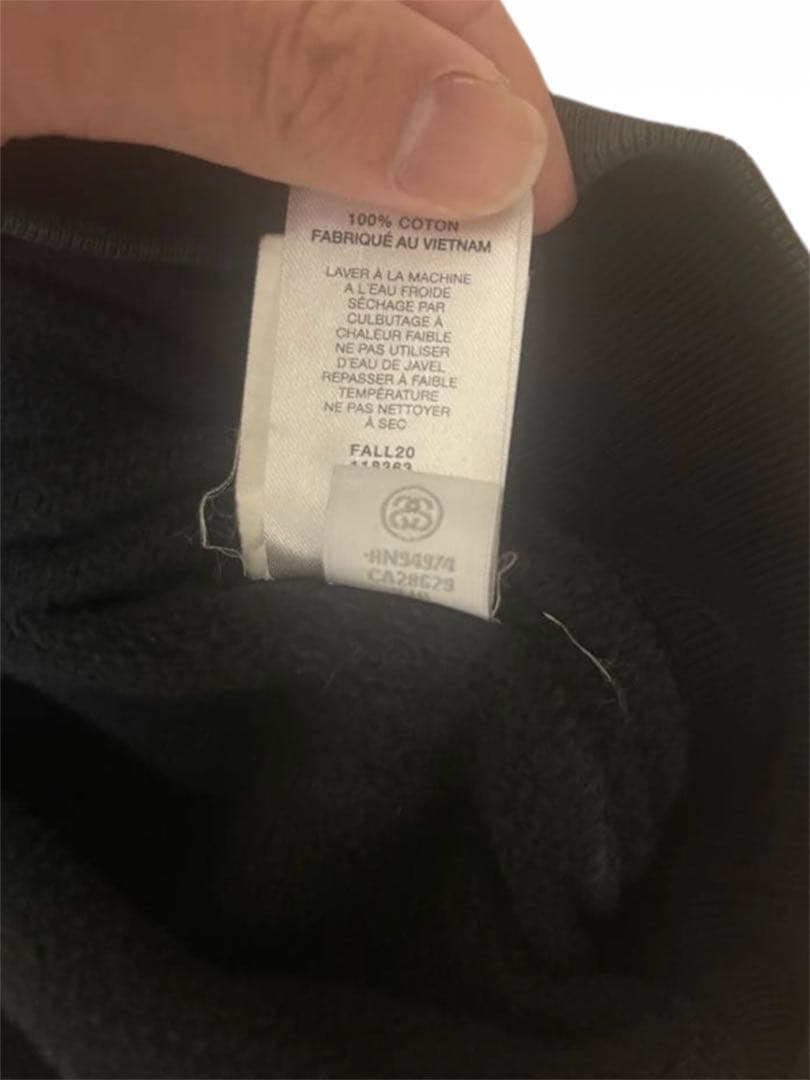 100% COTON
FABRIQUÉ AU VIETNAM
LAVER À LA MACHINE
A L'EAU FROIDE
SÉCHAGE PAR
CULBUTAGE À
CHALEUR FAIBLE
NE PAS UTILISER
D'EAU DE JAVEL
REPASSER À FAIBLE
TEMPÉRATURE
NE PAS NETTOYER
À SEC
FALL20
118363
RN94974
CA28629